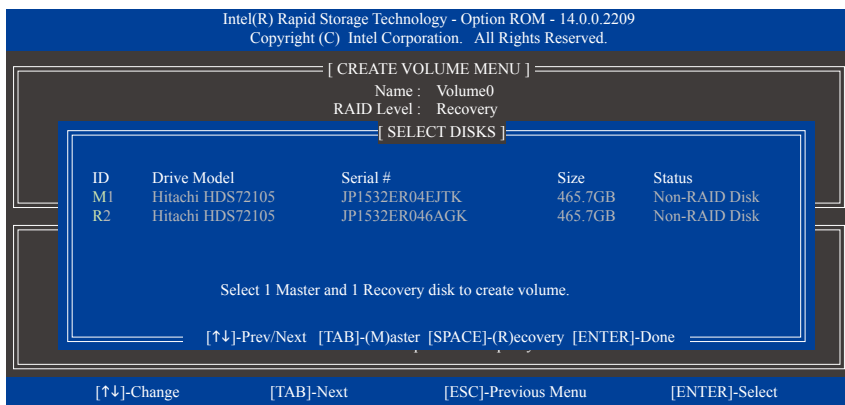 Intel(R) Rapid Storage Technology - Option ROM - 14.0.0.2209
Copyright (C) Intel Corporation. All Rights Reserved.
[ CREATE VOLUME MENU ]
Name : Volume0
RAID Level : Recovery
[ SELECT DISKS ]
ID Drive Model Serial # Size Status
M1 Hitachi HDS72105 JP1532ER04EJTK 465.7GB Non-RAID Disk
R2 Hitachi HDS72105 JP1532ER046AGK 465.7GB Non-RAID Disk
Select 1 Master and 1 Recovery disk to create volume.
[↑↓]-Prev/Next [TAB]-(M)aster [SPACE]-(R)ecovery [ENTER]-Done
[↑↓]-Change [TAB]-Next [ESC]-Previous Menu [ENTER]-Select